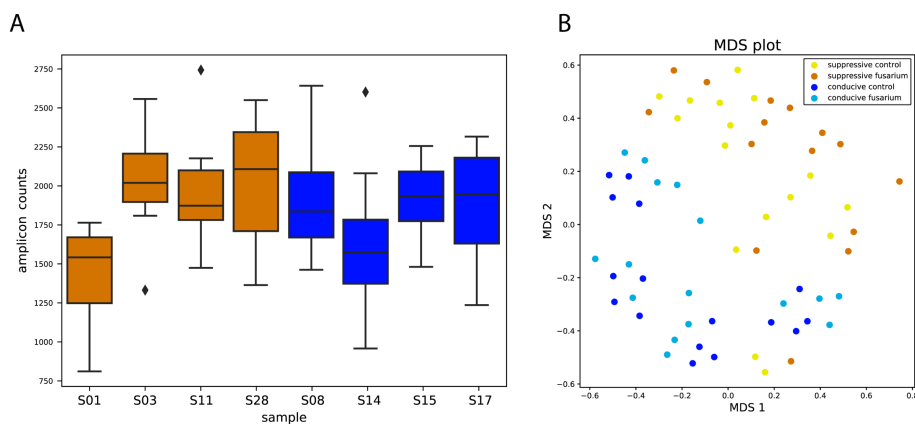 A
2750
2500
2250
2000
1750
1500
1250
1000
750
amplicon counts
S01 S03 S11 S28 S08 S14 S15 S17
sample
B
MDS plot
suppressive control
suppressive fusarium
conducive control
conducive fusarium
0.6
0.4
0.2
0.0
−0.2
−0.4
−0.6
MDS 2
−0.6 −0.4 −0.2 0.0 0.2 0.4 0.6 0.8
MDS 1